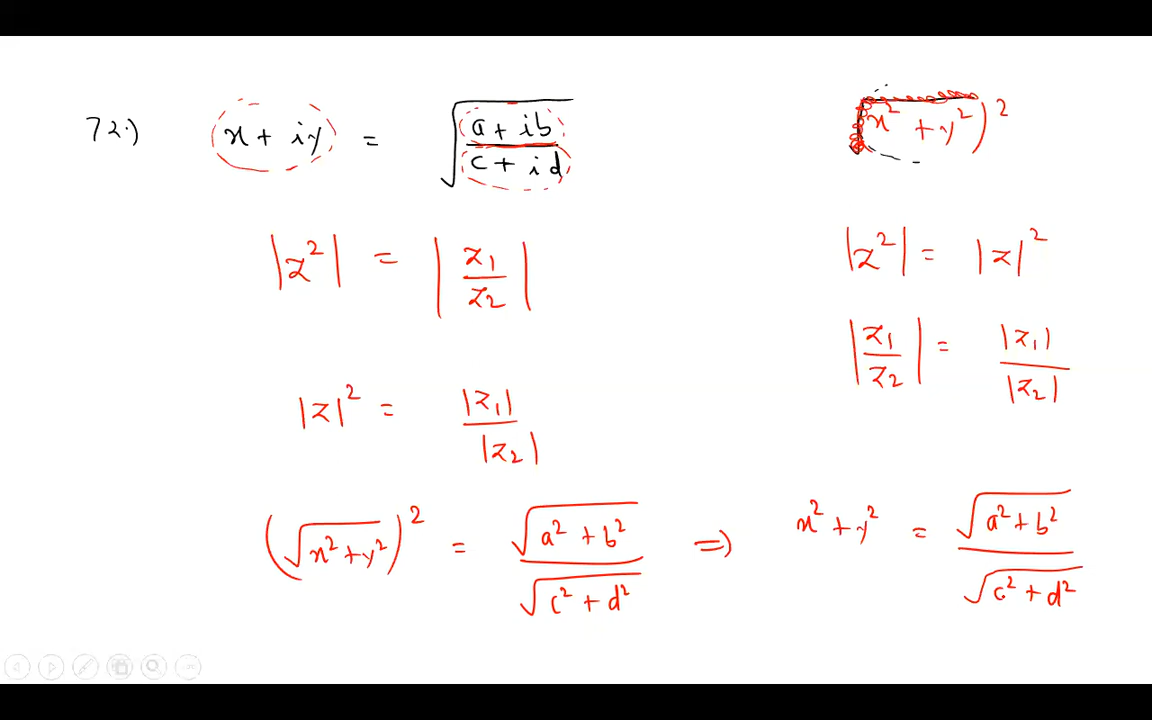 72.) x + iy = √((a + ib)/(c + id))
x² + y²)²
|z²| = |z₁/z₂|
|z²| = |z|²
|z₁/z₂| = |z₁|/|z₂|
|z|² = |z₁|/|z₂|
(√(x² + y²))² = √(a² + b²)/√(c² + d²) ⇒ x² + y² = √(a² + b²)/√(c² + d²)